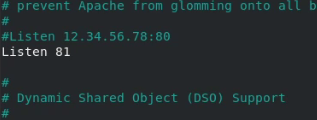 # prevent Apache from glomming onto all
#
#Listen 12.34.56.78:80
Listen 81
#
# Dynamic Shared Object (DSO) Support
#